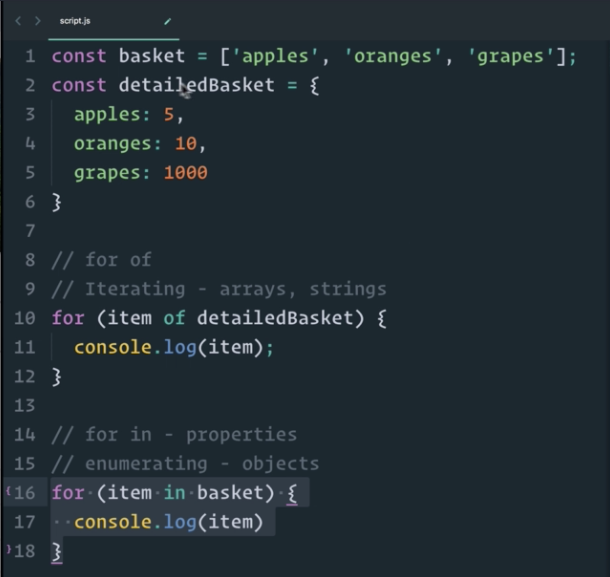 script.js
1 const basket = ['apples', 'oranges', 'grapes'];
2 const detailedBasket = {
3   apples: 5,
4   oranges: 10,
5   grapes: 1000
6 }
7
8 // for of
9 // Iterating - arrays, strings
10 for (item of detailedBasket) {
11   console.log(item);
12 }
13
14 // for in - properties
15 // enumerating - objects
16 for (item in basket) {
17   console.log(item)
18 }